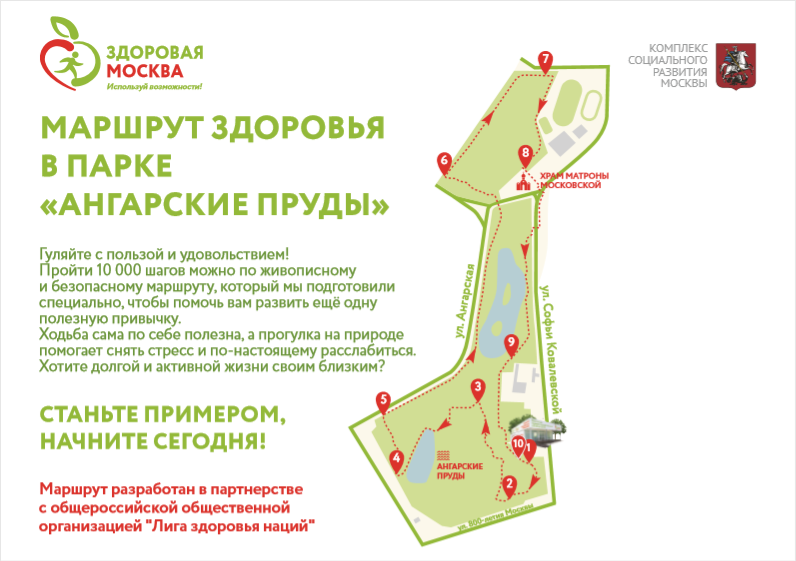 ЗДОРОВАЯ
МОСКВА
Используй возможности!
КОМПЛЕКС
СОЦИАЛЬНОГО
РАЗВИТИЯ
МОСКВЫ
МАРШРУТ ЗДОРОВЬЯ
В ПАРКЕ
«АНГАРСКИЕ ПРУДЫ»
Гуляйте с пользой и удовольствием!
Пройти 10 000 шагов можно по живописному
и безопасному маршруту, который мы подготовили
специально, чтобы помочь вам развить ещё одну
полезную привычку.
Ходьба сама по себе полезна, а прогулка на природе
помогает снять стресс и по-настоящему расслабиться.
Хотите долгой и активной жизни своим близким?
СТАНЬТЕ ПРИМЕРОМ,
НАЧНИТЕ СЕГОДНЯ!
Маршрут разработан в партнерстве
с общероссийской общественной
организацией "Лига здоровья наций"
7
8
6
ХРАМ МАТРОНЫ
МОСКОВСКОЙ
ул. Ангарская
ул. Софьи Ковалевской
9
3
5
10
1
4
АНГАРСКИЕ
ПРУДЫ
2
ул. 800-летия Москвы